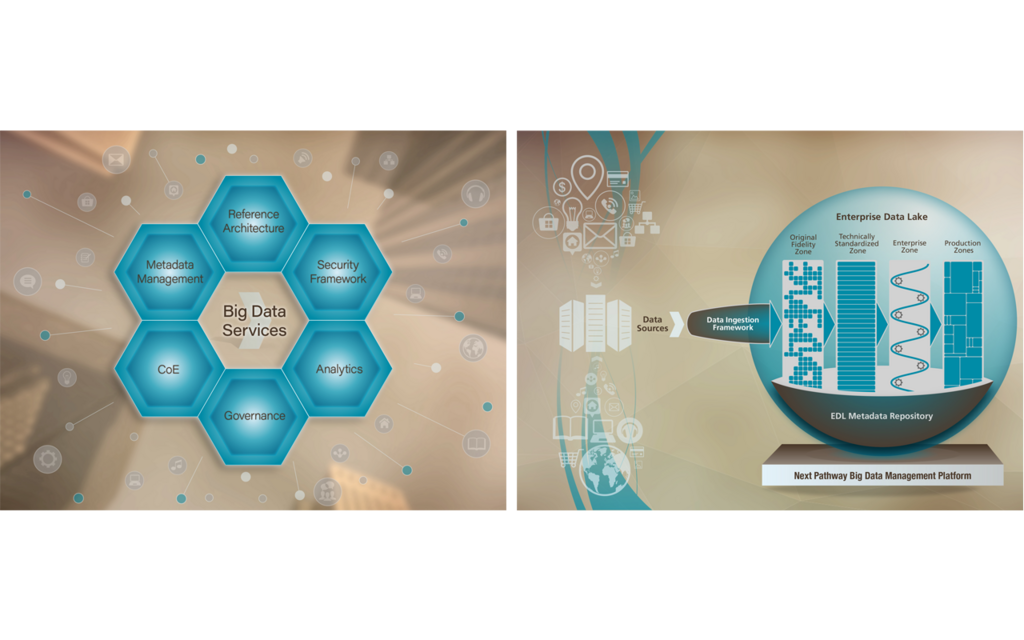 Reference
Architecture
Metadata
Management
Security
Framework
Big Data
Services
CoE
Analytics
Governance
Enterprise Data Lake
Original
Fidelity
Zone
Technically
Standardized
Zone
Enterprise
Zone
Production
Zones
Data
Sources
Data Ingestion
Framework
EDL Metadata Repository
Next Pathway Big Data Management Platform